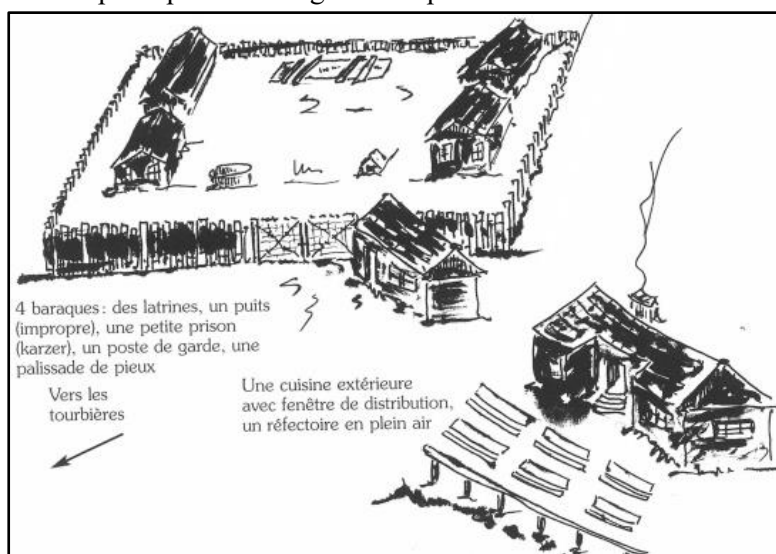 4 baraques : des latrines, un puits
(impropre), une petite prison
(karzer), un poste de garde, une
palissade de pieux
Vers les
tourbières
Une cuisine extérieure
avec fenêtre de distribution,
un réfectoire en plein air